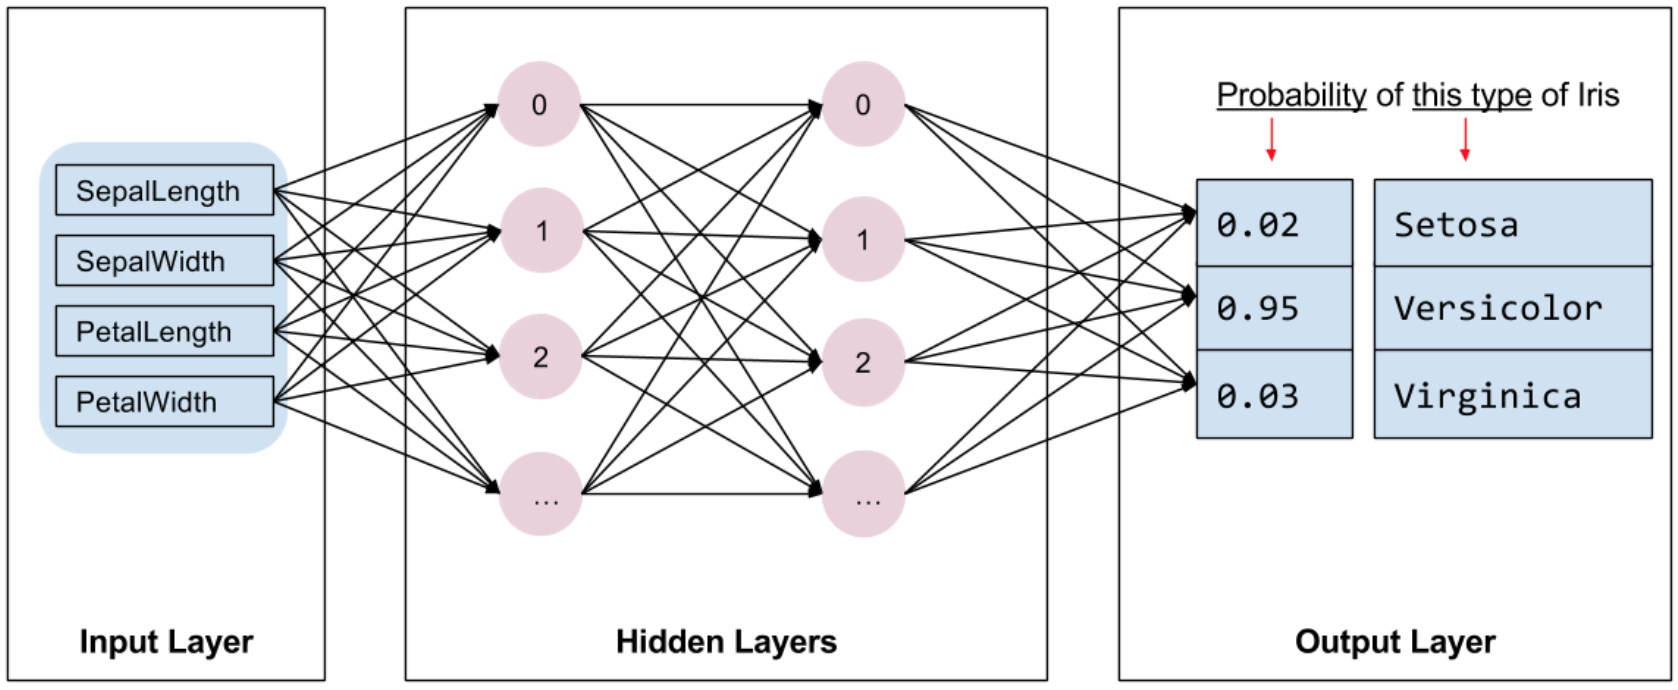 SepalLength
SepalWidth
PetalLength
PetalWidth
Input Layer
0
1
2
...
0
1
2
...
Hidden Layers
Probability of this type of Iris
0.02 Setosa
0.95 Versicolor
0.03 Virginica
Output Layer